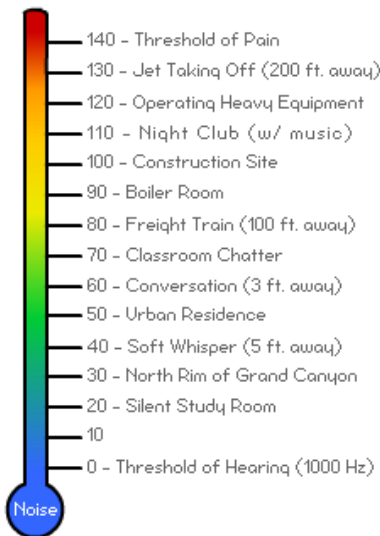 140 - Threshold of Pain
130 - Jet Taking Off (200 ft. away)
120 - Operating Heavy Equipment
110 - Night Club (w/ music)
100 - Construction Site
90 - Boiler Room
80 - Freight Train (100 ft. away)
70 - Classroom Chatter
60 - Conversation (3 ft. away)
50 - Urban Residence
40 - Soft Whisper (5 ft. away)
30 - North Rim of Grand Canyon
20 - Silent Study Room
10
0 - Threshold of Hearing (1000 Hz)
Noise